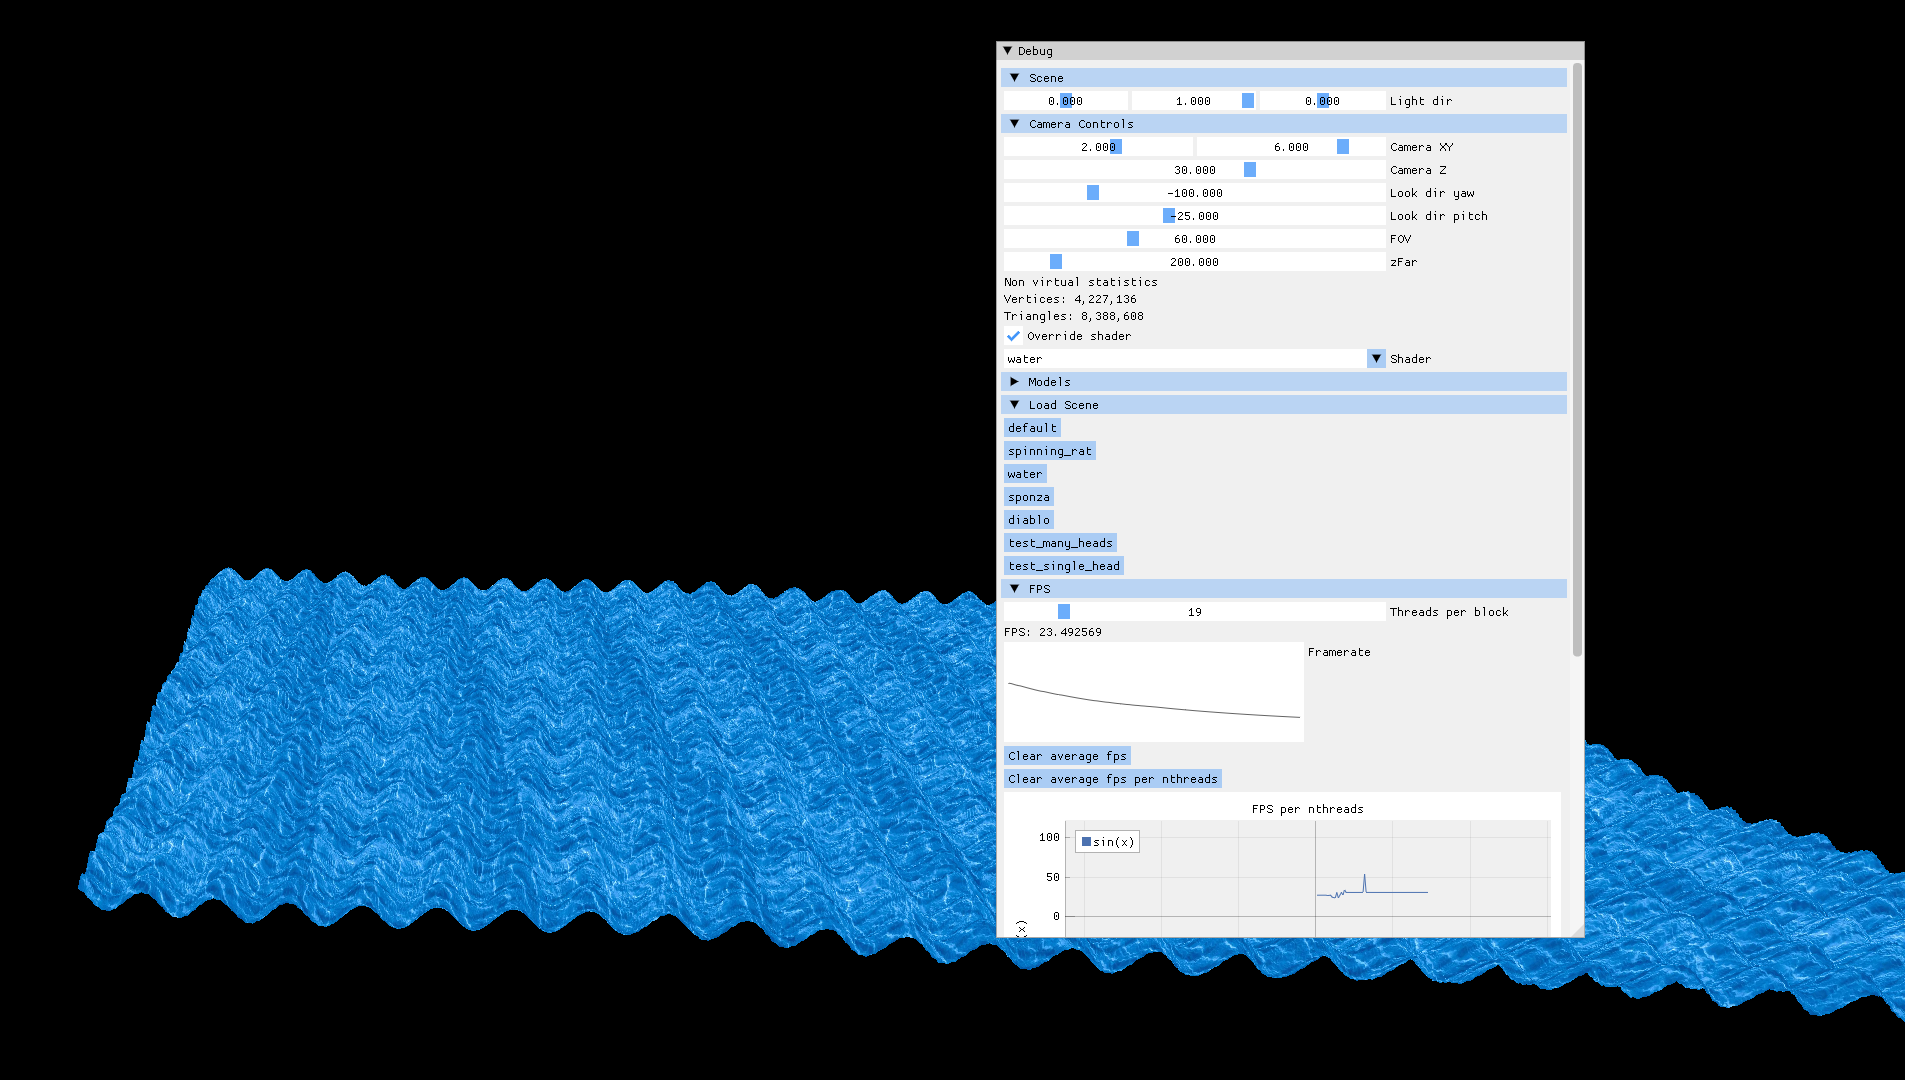 Debug
Scene
0.000 1.000 0.000 Light dir
Camera Controls
2.000 6.000 Camera XY
30.000 Camera Z
-100.000 Look dir yaw
-25.000 Look dir pitch
60.000 FOV
200.000 zFar
Non virtual statistics
Vertices: 4,227,136
Triangles: 8,388,608
Override shader
water Shader
Models
Load Scene
default
spinning_rat
water
sponza
diablo
test_many_heads
test_single_head
FPS
19 Threads per block
FPS: 23.492569
Framerate
Clear average fps
Clear average fps per nthreads
FPS per nthreads
100
sin(x)
50
0